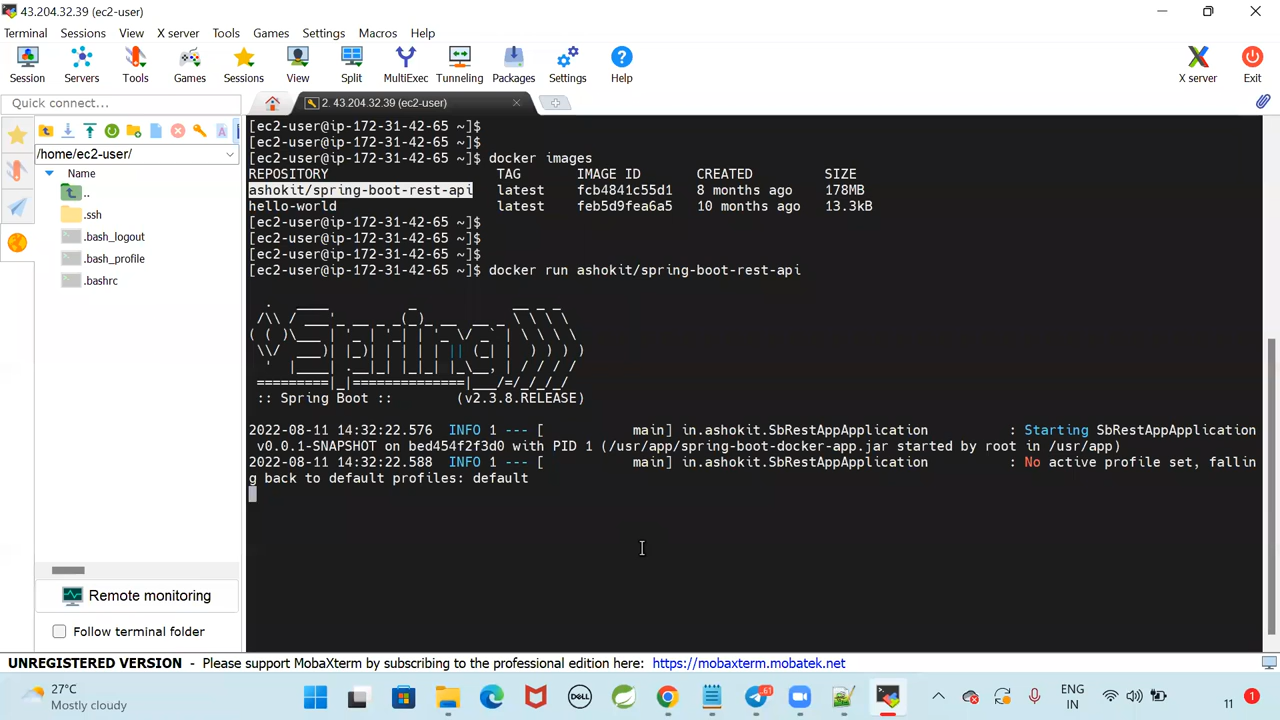 43.204.32.39 (ec2-user)
Terminal Sessions View X server Tools Games Settings Macros Help
Session Servers Tools Games Sessions View Split MultiExec Tunneling Packages Settings Help X server Exit
Quick connect...
2. 43.204.32.39 (ec2-user)
/home/ec2-user/
Name
..
.ssh
.bash_logout
.bash_profile
.bashrc
Remote monitoring
Follow terminal folder
[ec2-user@ip-172-31-42-65 ~]$
[ec2-user@ip-172-31-42-65 ~]$
[ec2-user@ip-172-31-42-65 ~]$ docker images
REPOSITORY TAG IMAGE ID CREATED SIZE
ashokit/spring-boot-rest-api latest fcb4841c55d1 8 months ago 178MB
hello-world latest feb5d9fea6a5 10 months ago 13.3kB
[ec2-user@ip-172-31-42-65 ~]$
[ec2-user@ip-172-31-42-65 ~]$
[ec2-user@ip-172-31-42-65 ~]$
[ec2-user@ip-172-31-42-65 ~]$ docker run ashokit/spring-boot-rest-api
Spring
:: Spring Boot :: (v2.3.8.RELEASE)
2022-08-11 14:32:22.576 INFO 1 --- [ main] in.ashokit.SbRestAppApplication : Starting SbRestAppApplication
v0.0.1-SNAPSHOT on bed454f2f3d0 with PID 1 (/usr/app/spring-boot-docker-app.jar started by root in /usr/app)
2022-08-11 14:32:22.588 INFO 1 --- [ main] in.ashokit.SbRestAppApplication : No active profile set, fallin
g back to default profiles: default
UNREGISTERED VERSION - Please support MobaXterm by subscribing to the professional edition here: https://mobaxterm.mobatek.net
27°C
Mostly cloudy
DELL
61
ENG
IN
11
1